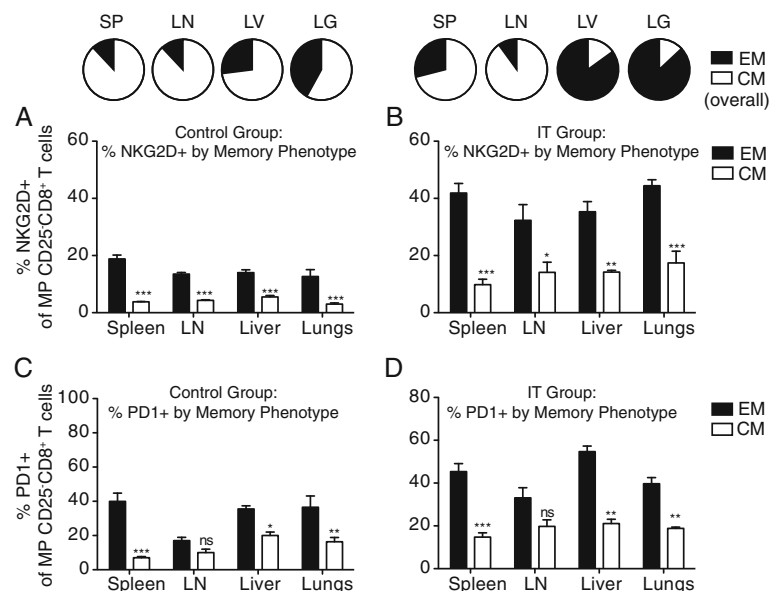 SP LN LV LG SP LN LV LG
EM
CM
(overall)
A
Control Group:
% NKG2D+ by Memory Phenotype
% NKG2D+
of MP CD25⁻CD8⁺ T cells
60
40
20
0
*** *** *** ***
Spleen LN Liver Lungs
B
IT Group:
% NKG2D+ by Memory Phenotype
EM
CM
60
40
20
0
*** * ** ***
Spleen LN Liver Lungs
C
Control Group:
% PD1+ by Memory Phenotype
% PD1+
of MP CD25⁻CD8⁺ T cells
100
80
60
40
20
0
*** ns * **
Spleen LN Liver Lungs
D
IT Group:
% PD1+ by Memory Phenotype
EM
CM
80
60
40
20
0
*** ns ** **
Spleen LN Liver Lungs